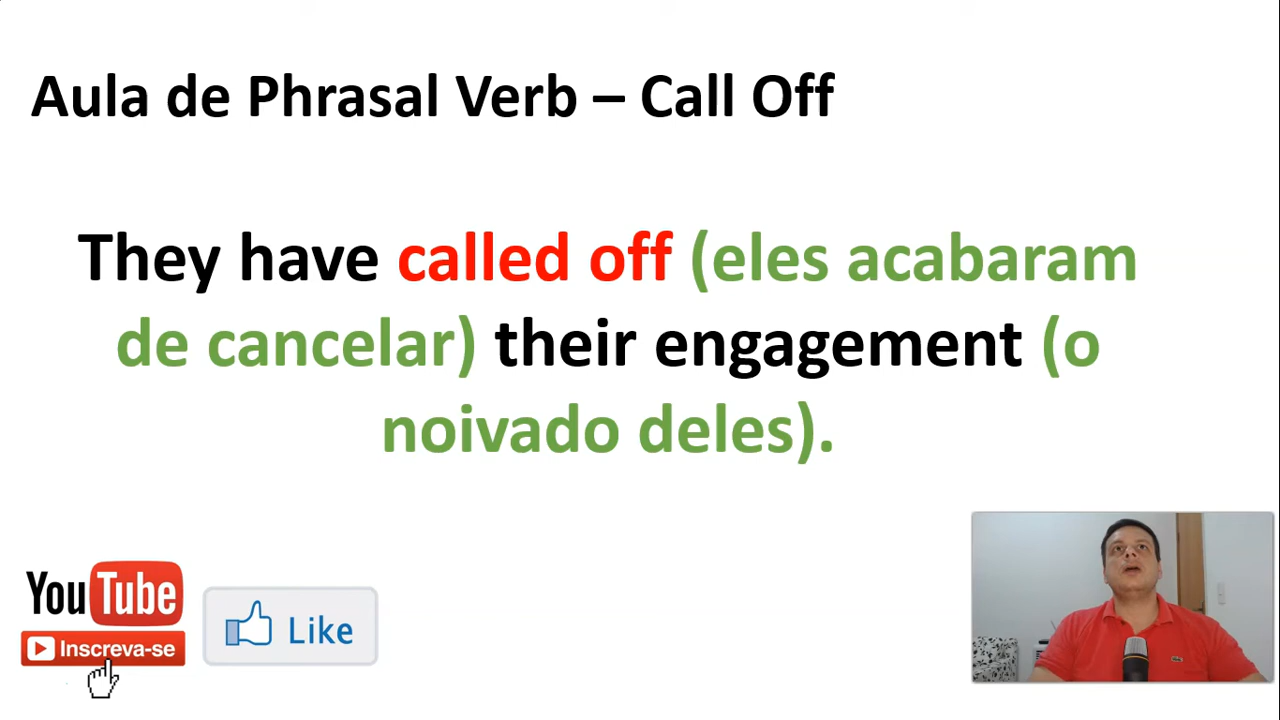 Aula de Phrasal Verb – Call Off
They have called off (eles acabaram
de cancelar) their engagement (o
noivado deles).
YouTube
Inscreva-se
Like